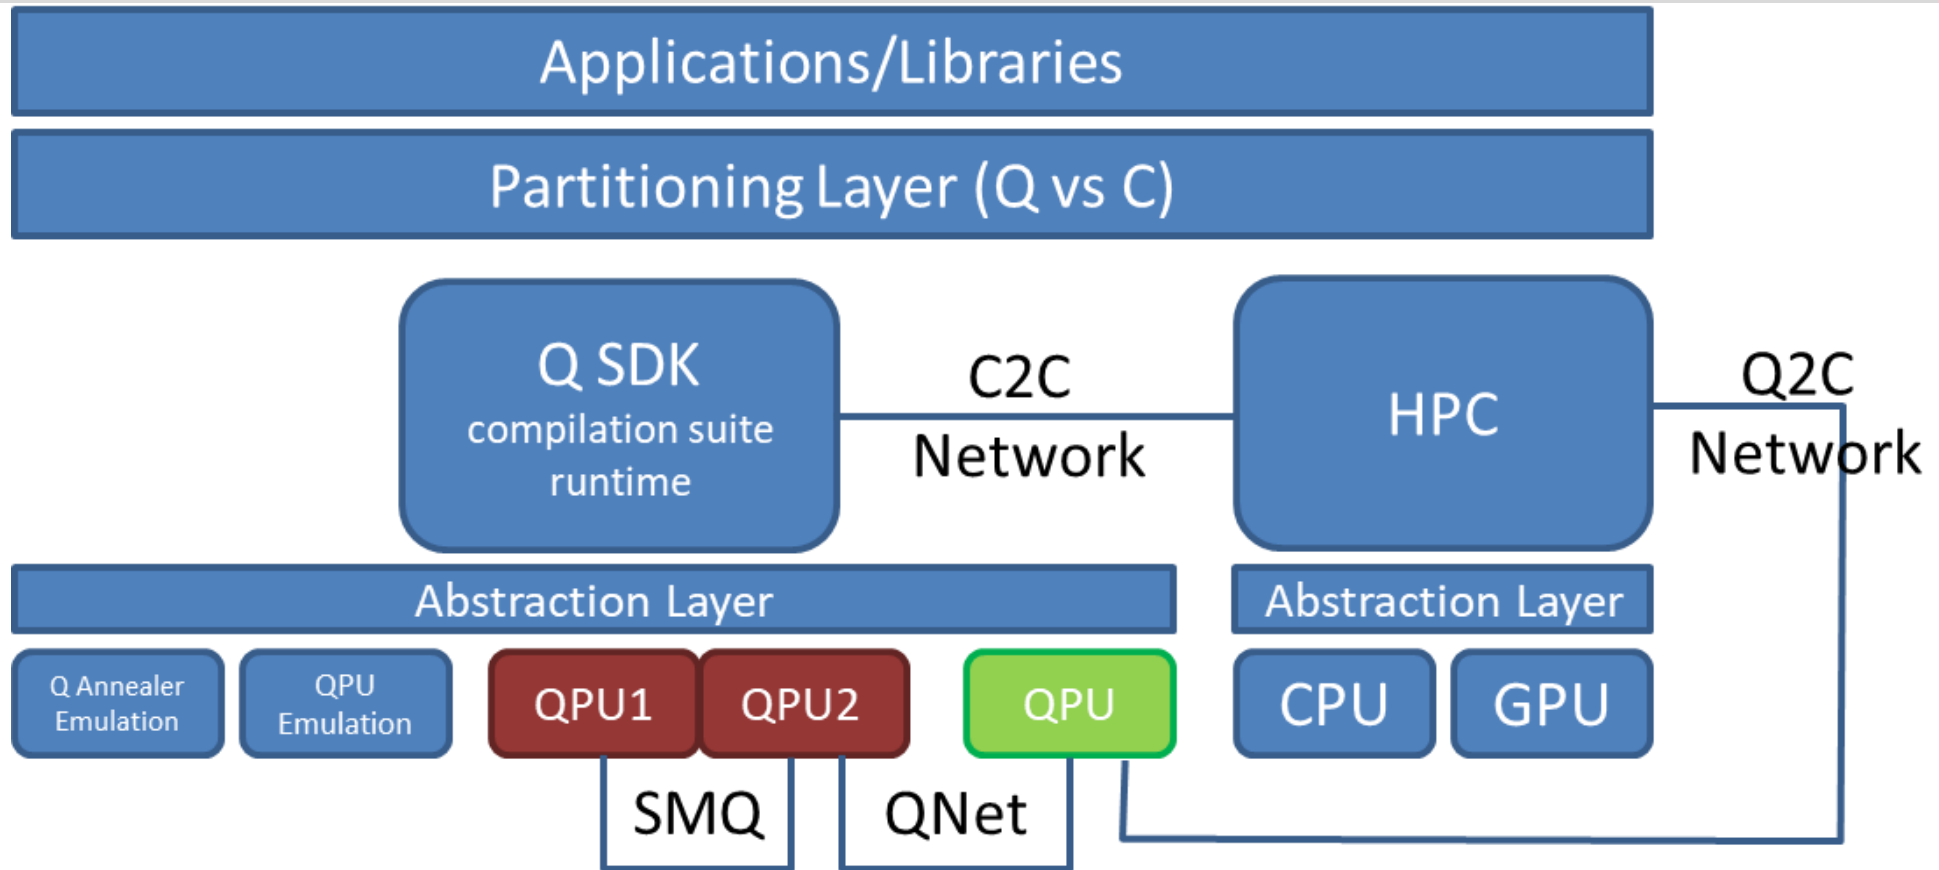 Applications/Libraries
Partitioning Layer (Q vs C)
Q SDK
compilation suite
runtime
C2C
Network
HPC
Q2C
Network
Abstraction Layer
Abstraction Layer
Q Annealer
Emulation
QPU
Emulation
QPU1
QPU2
QPU
CPU
GPU
SMQ
QNet